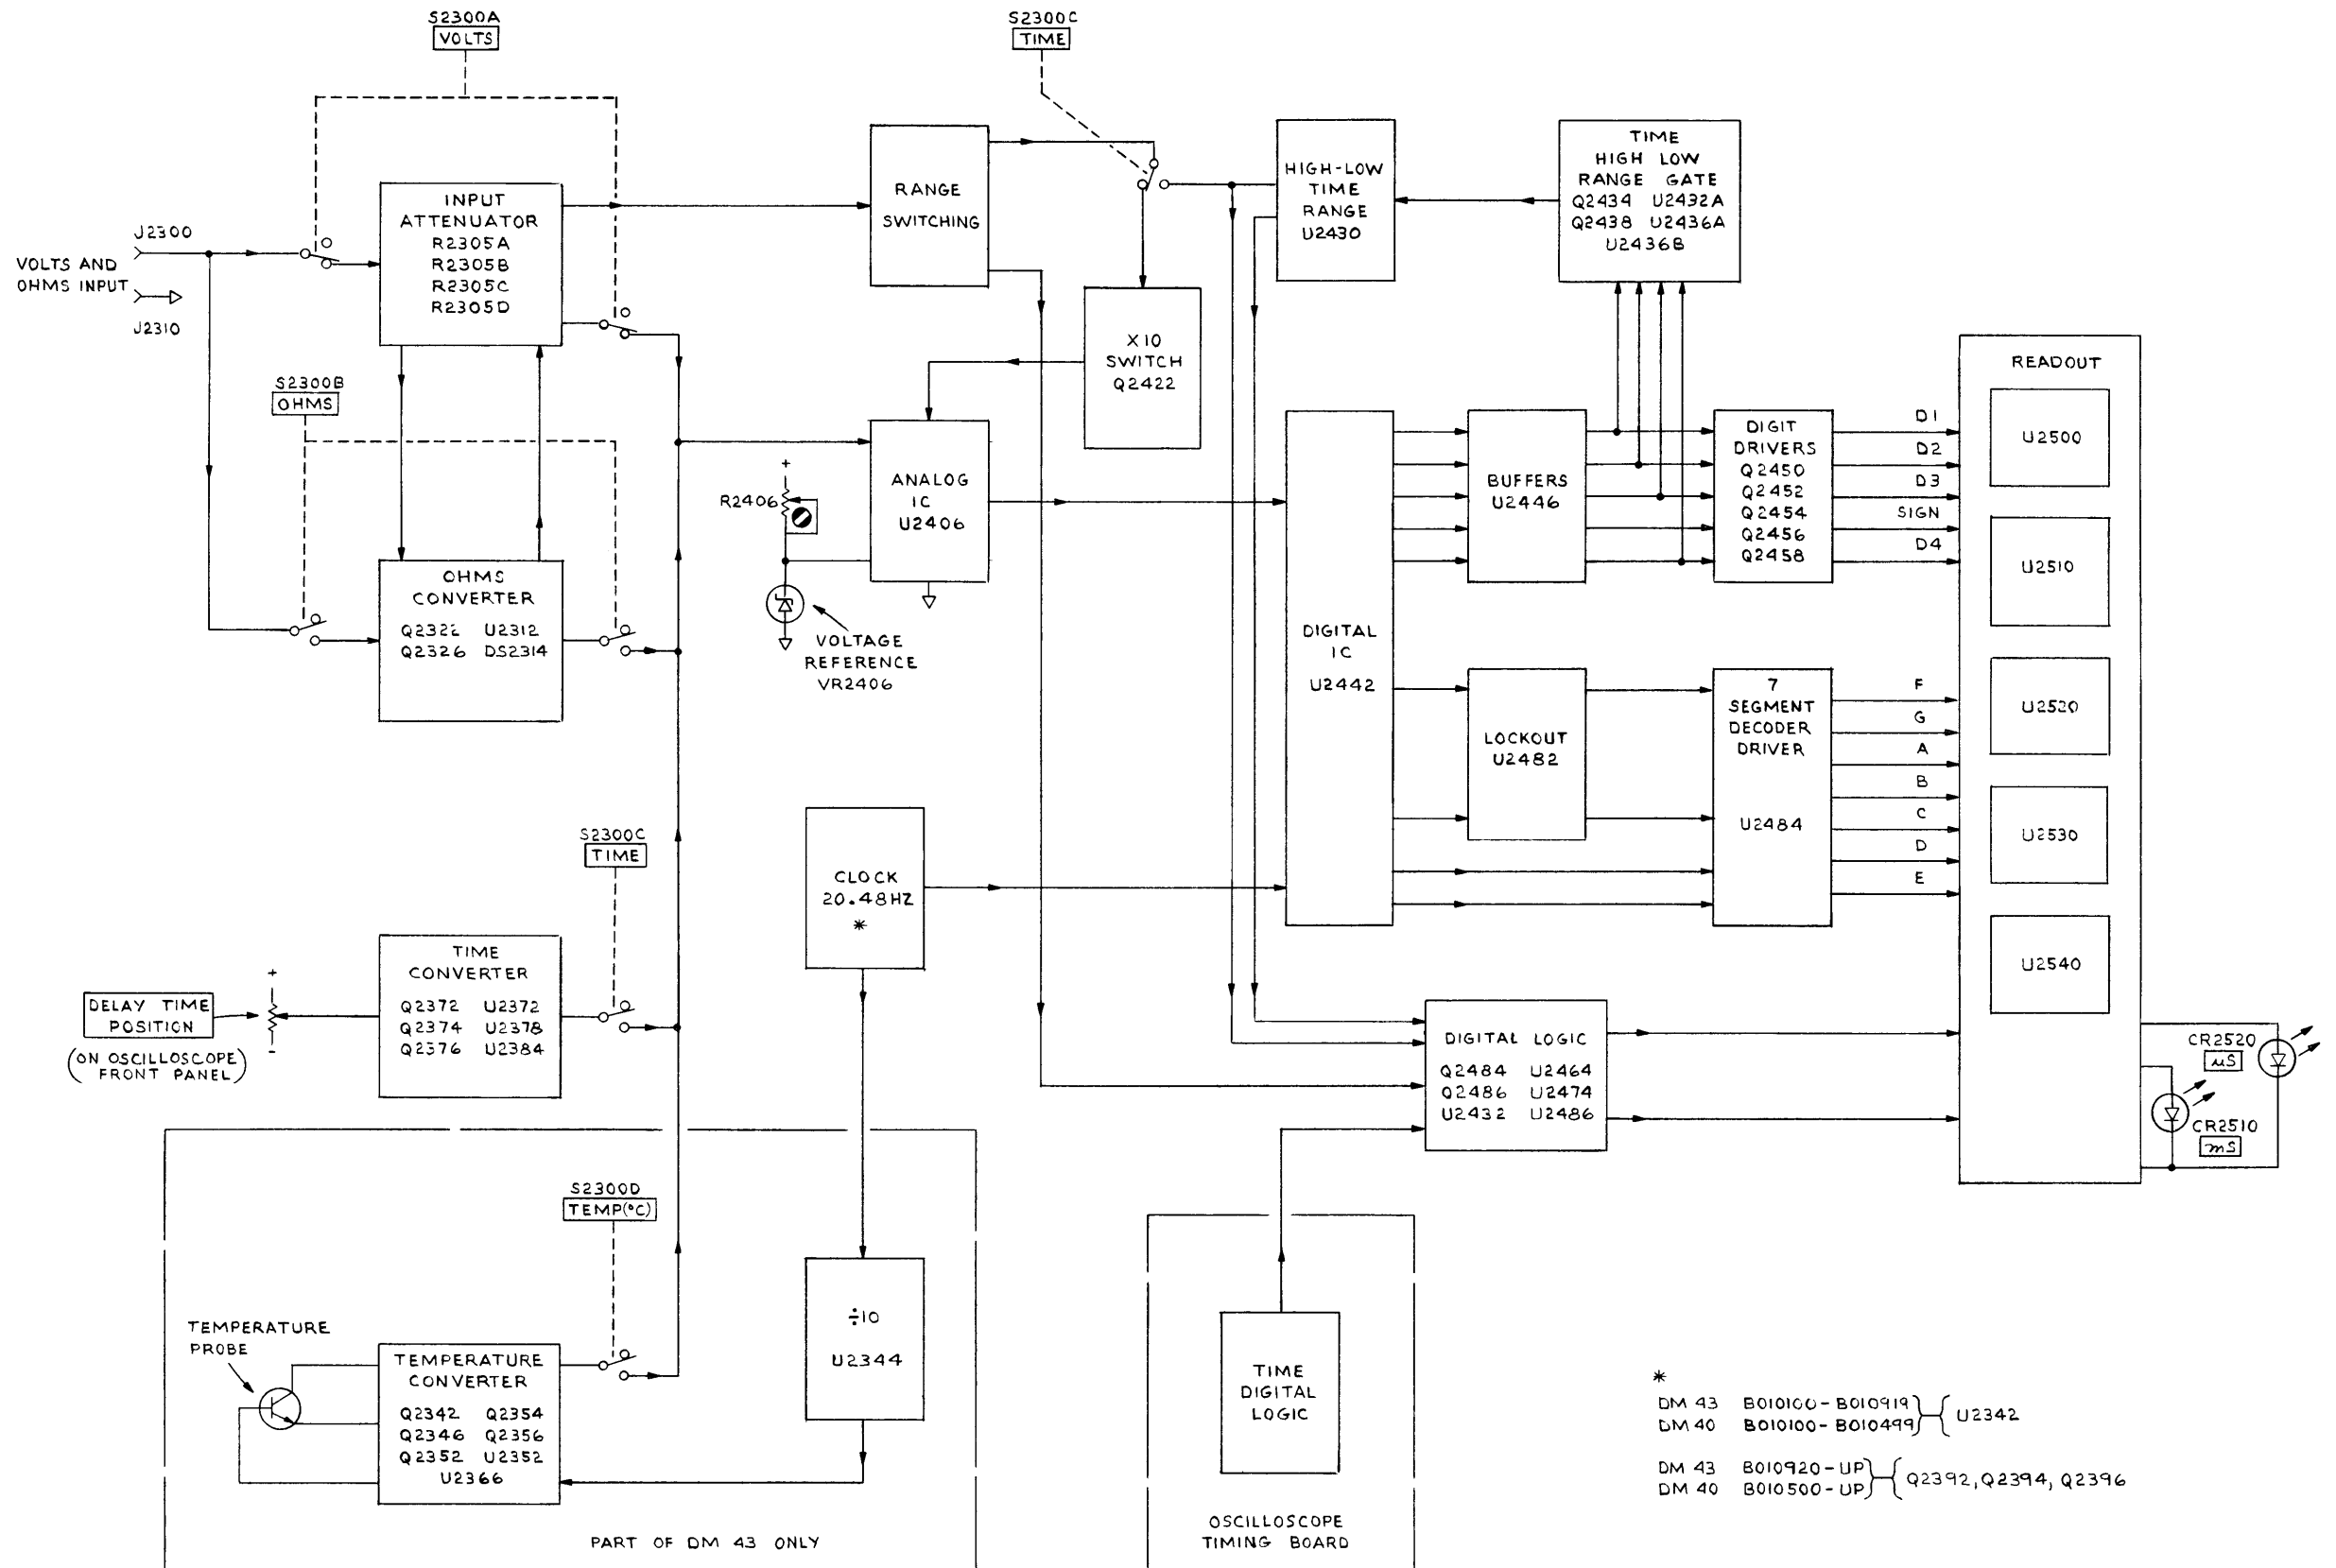 S2300A
VOLTS
S2300C
TIME
INPUT
ATTENUATOR
R2305A
R2305B
R2305C
R2305D
J2300
VOLTS AND
OHMS INPUT
J2310
RANGE
SWITCHING
HIGH-LOW
TIME
RANGE
U2430
TIME
HIGH LOW
RANGE GATE
Q2434 U2432A
Q2438 U2436A
U2436B
X10
SWITCH
Q2422
S2300B
OHMS
OHMS
CONVERTER
Q2322 U2312
Q2326 DS2314
+
R2406
ANALOG
IC
U2406
VOLTAGE
REFERENCE
VR2406
DIGITAL
IC
U2442
BUFFERS
U2446
DIGIT
DRIVERS
Q2450
Q2452
Q2454
Q2456
Q2458
D1
D2
D3
SIGN
D4
READOUT
U2500
U2510
U2520
U2530
U2540
LOCKOUT
U2482
7
SEGMENT
DECODER
DRIVER
U2484
F
G
A
B
C
D
E
CLOCK
20.48HZ
*
S2300C
TIME
TIME
CONVERTER
Q2372 U2372
Q2374 U2378
Q2376 U2384
DELAY TIME
POSITION
(ON OSCILLOSCOPE
FRONT PANEL)
+
-
DIGITAL LOGIC
Q2484 U2464
Q2486 U2474
U2432 U2486
CR2520
µS
CR2510
mS
S2300D
TEMP(°C)
TEMPERATURE
PROBE
TEMPERATURE
CONVERTER
Q2342 Q2354
Q2346 Q2356
Q2352 U2352
U2366
÷10
U2344
PART OF DM 43 ONLY
TIME
DIGITAL
LOGIC
OSCILLOSCOPE
TIMING BOARD
*
DM 43 B010100-B010919
DM 40 B010100-B010499
U2342
DM 43 B010920-UP
DM 40 B010500-UP
Q2392, Q2394, Q2396